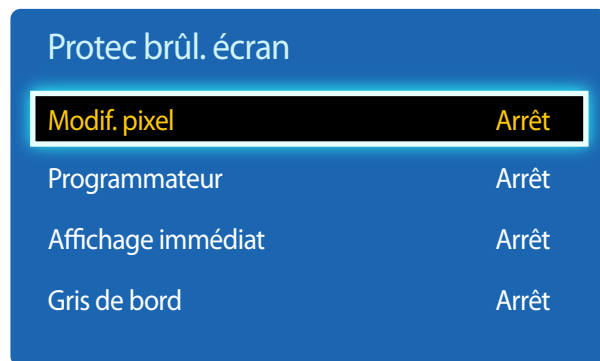 Protec brûl. écran
Modif. pixel Arrêt
Programmateur Arrêt
Affichage immédiat Arrêt
Gris de bord Arrêt